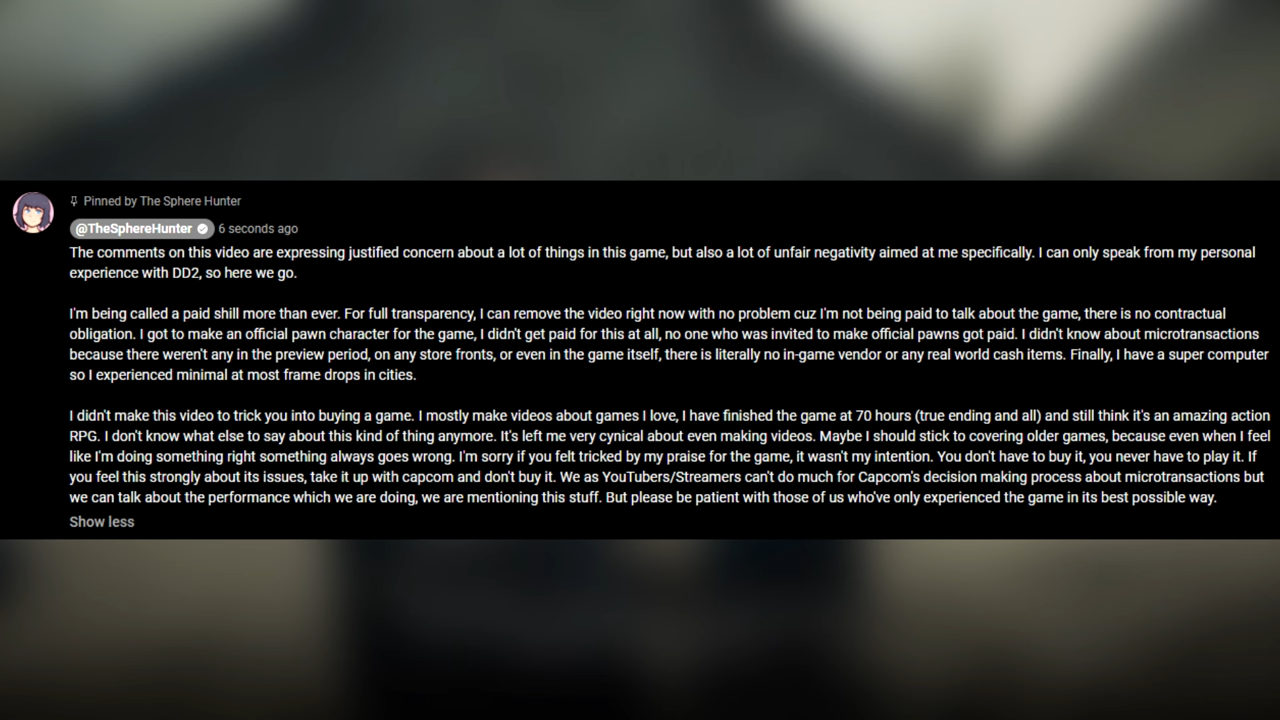 Pinned by The Sphere Hunter
@TheSphereHunter 6 seconds ago
The comments on this video are expressing justified concern about a lot of things in this game, but also a lot of unfair negativity aimed at me specifically. I can only speak from my personal
experience with DD2, so here we go.
I'm being called a paid shill more than ever. For full transparency, I can remove the video right now with no problem cuz I'm not being paid to talk about the game, there is no contractual
obligation. I got to make an official pawn character for the game, I didn't get paid for this at all, no one who was invited to make official pawns got paid. I didn't know about microtransactions
because there weren't any in the preview period, on any store fronts, or even in the game itself, there is literally no in-game vendor or any real world cash items. Finally, I have a super computer
so I experienced minimal at most frame drops in cities.
I didn't make this video to trick you into buying a game. I mostly make videos about games I love, I have finished the game at 70 hours (true ending and all) and still think it's an amazing action
RPG. I don't know what else to say about this kind of thing anymore. It's left me very cynical about even making videos. Maybe I should stick to covering older games, because even when I feel
like I'm doing something right something always goes wrong. I'm sorry if you felt tricked by my praise for the game, it wasn't my intention. You don't have to buy it, you never have to play it. If
you feel this strongly about its issues, take it up with capcom and don't buy it. We as YouTubers/Streamers can't do much for Capcom's decision making process about microtransactions but
we can talk about the performance which we are doing, we are mentioning this stuff. But please be patient with those of us who've only experienced the game in its best possible way.
Show less